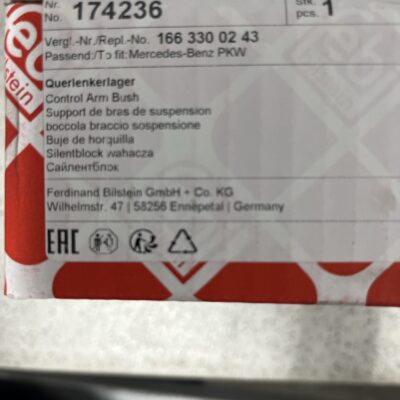 Nr.
No. 174236
Stk.
pcs. 1
Vergl.-Nr./Repl.-No. 166 330 02 43
Passend:/To fit: Mercedes-Benz PKW
Querlenkerlager
Control Arm Bush
Support de bras de suspension
boccola braccio sospensione
Buje de horquilla
Silentblock wahacza
Сайлентблок
Ferdinand Bilstein GmbH + Co. KG
Wilhelmstr. 47 | 58256 Ennepetal | Germany
EAC
bilstein